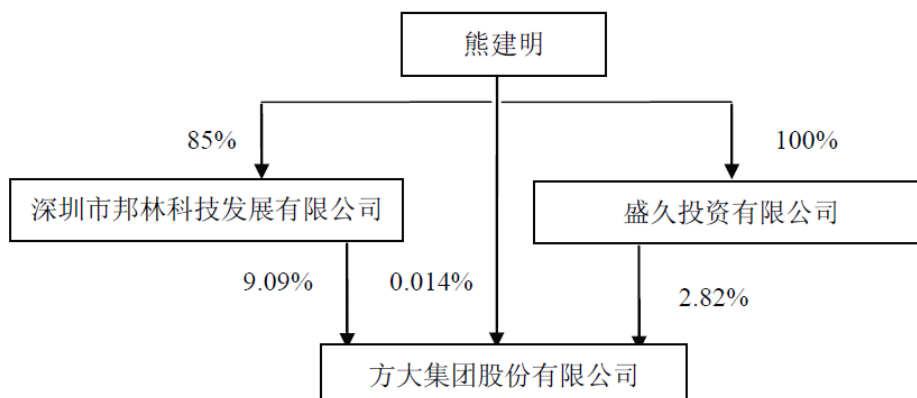 熊建明
85%
100%
深圳市邦林科技发展有限公司
盛久投资有限公司
9.09%
0.014%
2.82%
方大集团股份有限公司